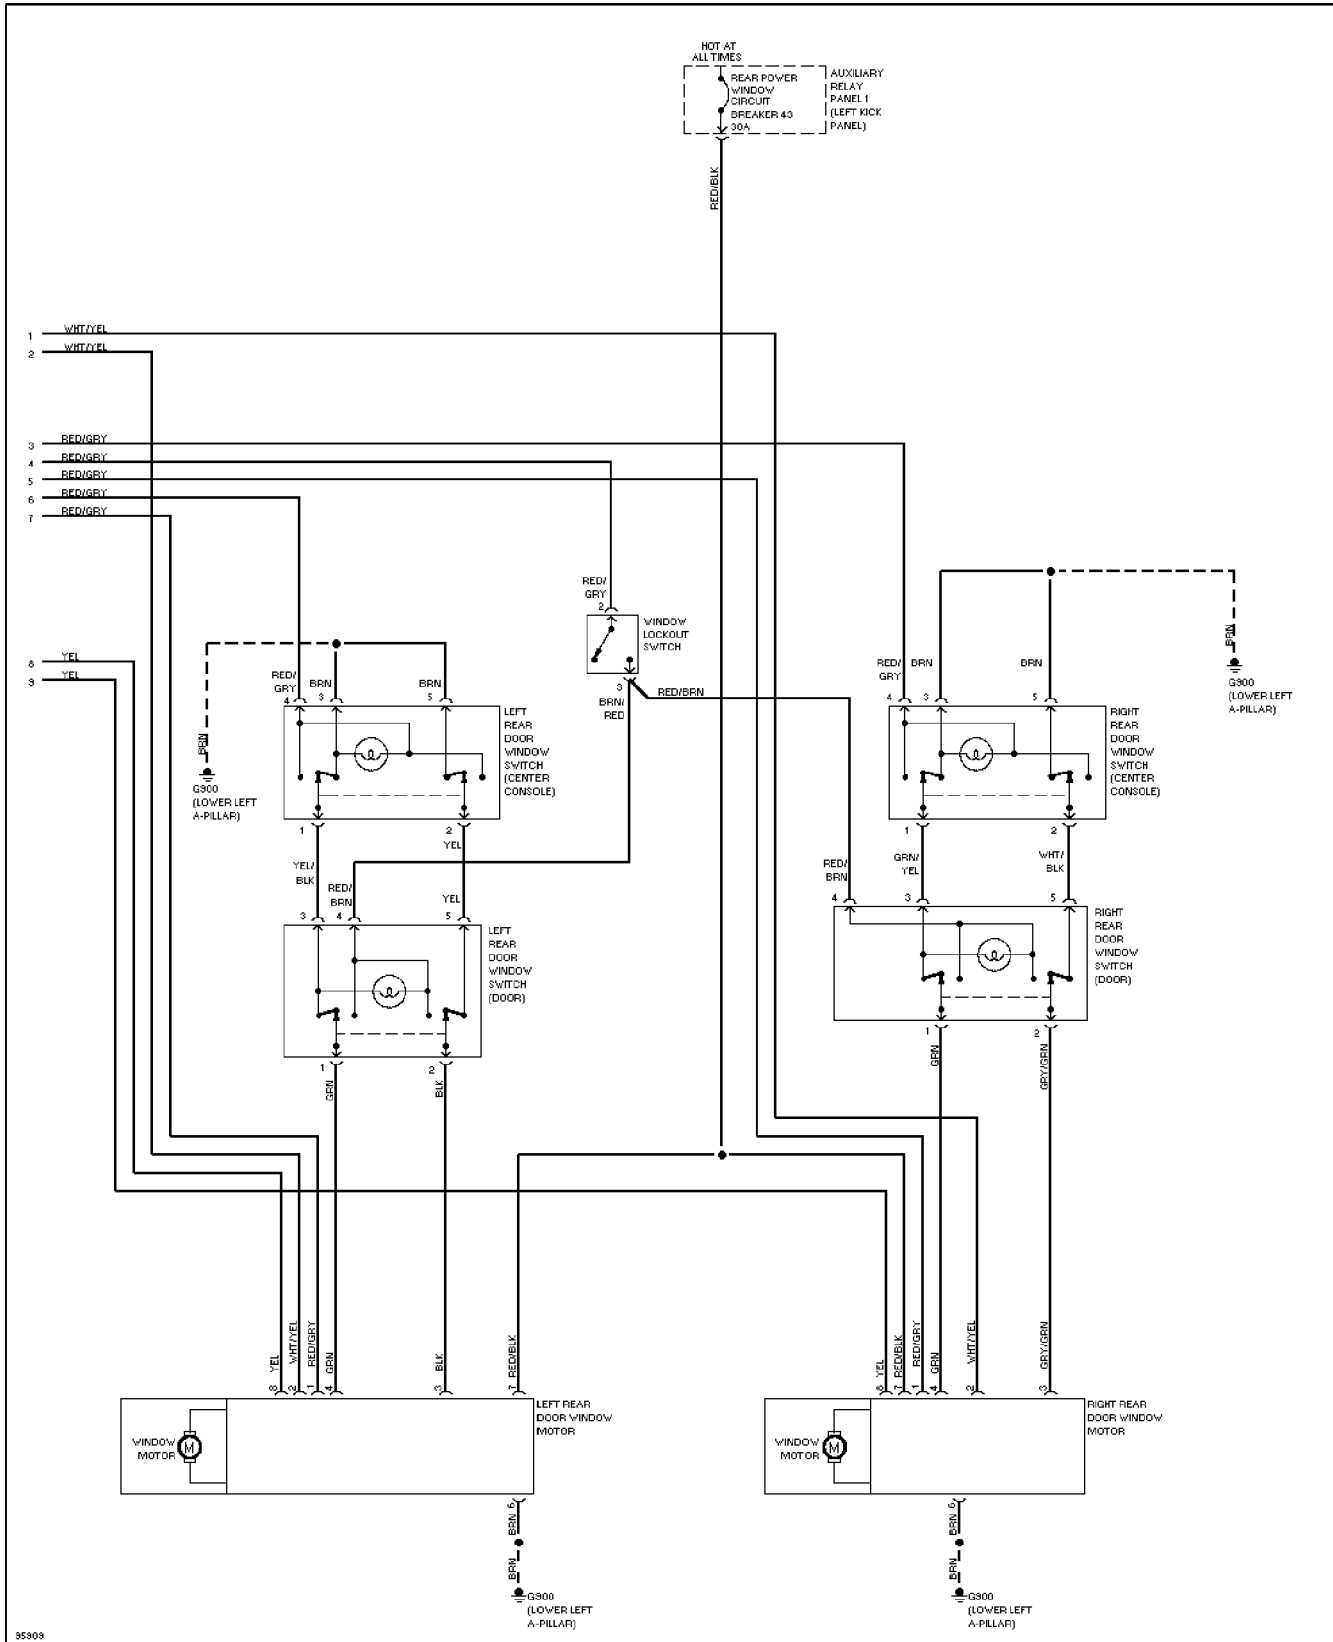 HOT AT
ALL TIMES
REAR POWER
WINDOW
CIRCUIT
BREAKER 43
30A
AUXILIARY
RELAY
PANEL 1
(LEFT KICK
PANEL)
RED/BLK
1 WHT/YEL
2 WHT/YEL
3 RED/GRY
4 RED/GRY
5 RED/GRY
6 RED/GRY
7 RED/GRY
8 YEL
9 YEL
RED/
GRY
2
WINDOW
LOCKOUT
SWITCH
3
BRN/
RED
RED/BRN
BRN
G900
(LOWER LEFT
A-PILLAR)
RED/
GRY
4
BRN
3
BRN
5
LEFT
REAR
DOOR
WINDOW
SWITCH
(CENTER
CONSOLE)
1
2
YEL
YEL/
BLK
RED/
BRN
YEL
3
4
5
LEFT
REAR
DOOR
WINDOW
SWITCH
(DOOR)
1
2
GRN
BLK
RED/
GRY
4
BRN
3
BRN
5
BRN
G900
(LOWER LEFT
A-PILLAR)
RIGHT
REAR
DOOR
WINDOW
SWITCH
(CENTER
CONSOLE)
1
2
RED/
BRN
GRN/
YEL
WHT/
BLK
4
3
5
RIGHT
REAR
DOOR
WINDOW
SWITCH
(DOOR)
1
2
GRN
GRY/GRN
8 YEL
2 WHT/YEL
1 RED/GRY
4 GRN
3 BLK
7 RED/BLK
WINDOW
MOTOR
M
LEFT REAR
DOOR WINDOW
MOTOR
BRN 6
BRN
G900
(LOWER LEFT
A-PILLAR)
8 YEL
7 RED/BLK
1 RED/GRY
4 GRN
2 WHT/YEL
3 GRY/GRN
WINDOW
MOTOR
M
RIGHT REAR
DOOR WINDOW
MOTOR
BRN 6
BRN
G900
(LOWER LEFT
A-PILLAR)
95909